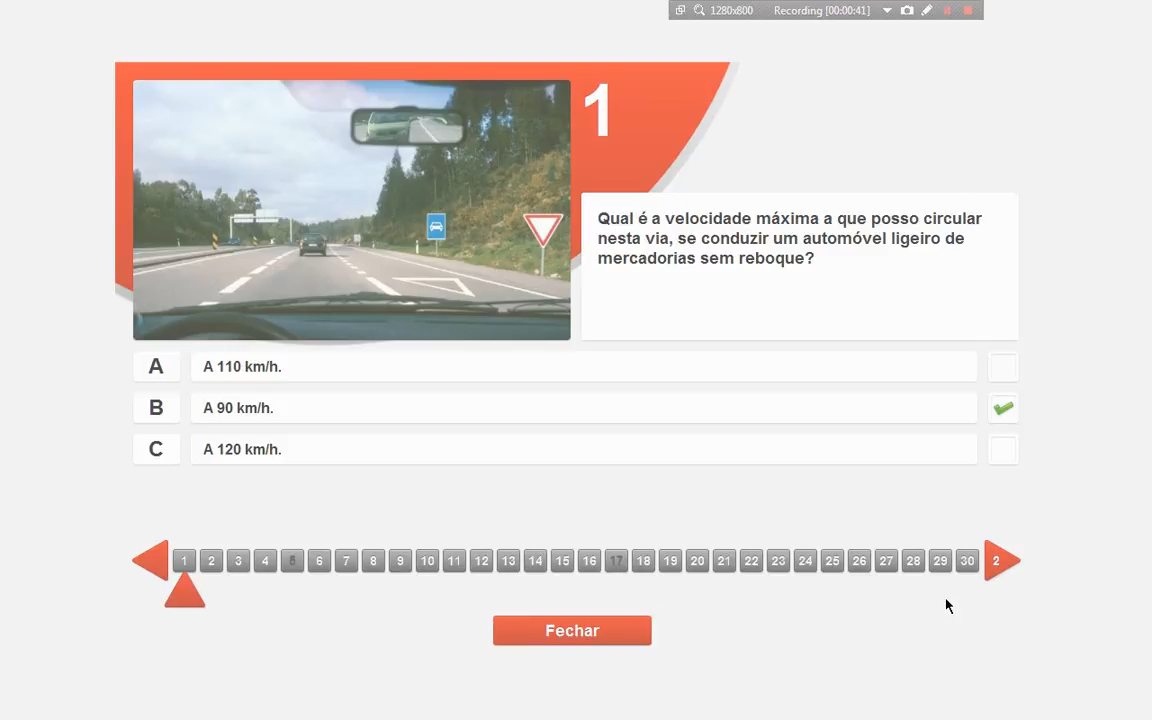 1280x800 Recording [00:00:41]
1
Qual é a velocidade máxima a que posso circular
nesta via, se conduzir um automóvel ligeiro de
mercadorias sem reboque?
A A 110 km/h.
B A 90 km/h.
C A 120 km/h.
1 2 3 4 5 6 7 8 9 10 11 12 13 14 15 16 17 18 19 20 21 22 23 24 25 26 27 28 29 30 2
Fechar